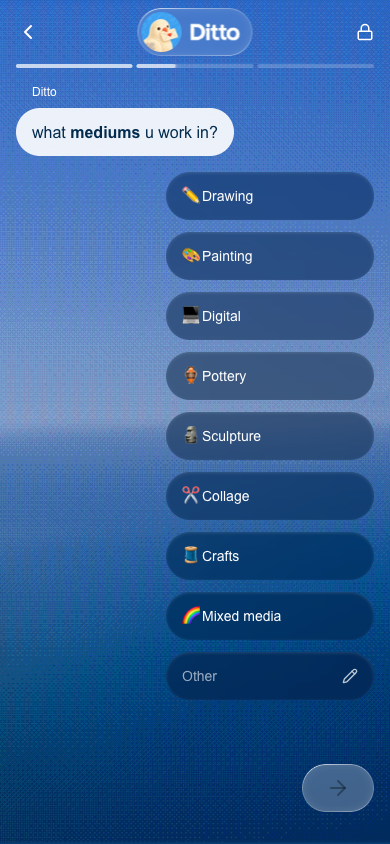 Ditto
Ditto
what mediums u work in?
Drawing
Painting
Digital
Pottery
Sculpture
Collage
Crafts
Mixed media
Other